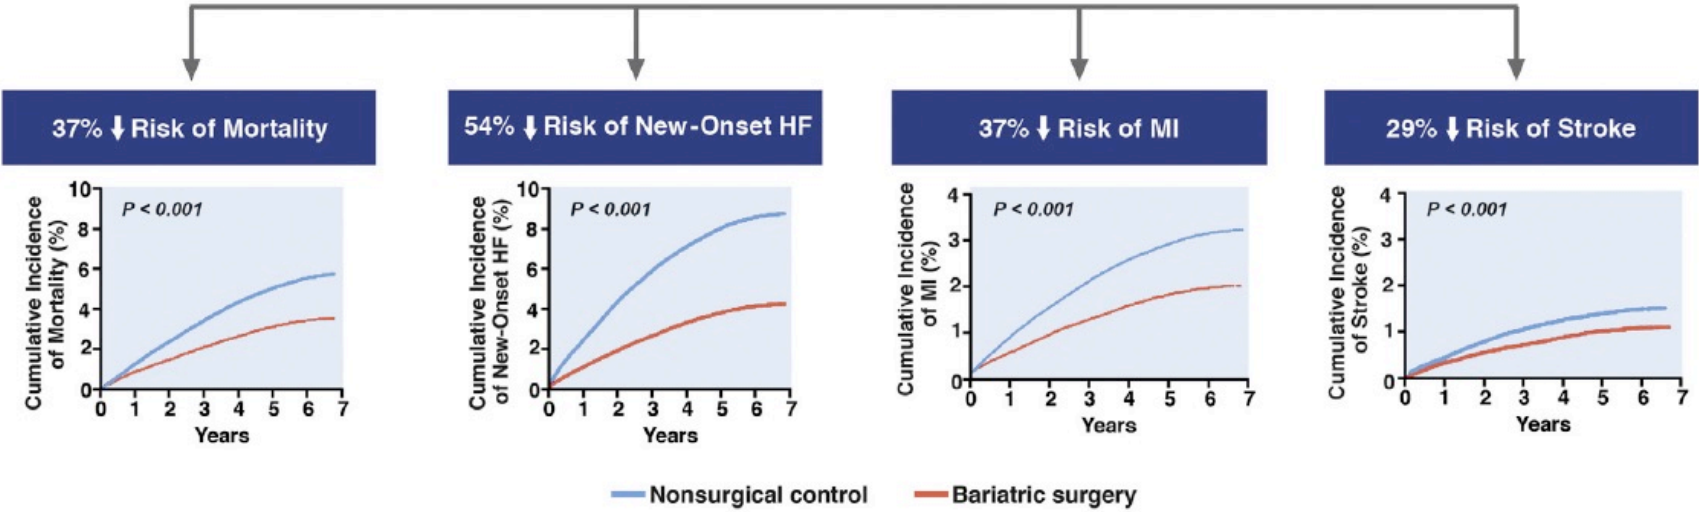 37% ↓ Risk of Mortality
54% ↓ Risk of New-Onset HF
37% ↓ Risk of MI
29% ↓ Risk of Stroke
Cumulative Incidence
of Mortality (%)
10
8
6
4
2
0
P < 0.001
0 1 2 3 4 5 6 7
Years
Cumulative Incidence
of New-Onset HF (%)
10
8
6
4
2
0
P < 0.001
0 1 2 3 4 5 6 7
Years
Cumulative Incidence
of MI (%)
4
3
2
1
0
P < 0.001
0 1 2 3 4 5 6 7
Years
Cumulative Incidence
of Stroke (%)
4
3
2
1
0
P < 0.001
0 1 2 3 4 5 6 7
Years
Nonsurgical control
Bariatric surgery